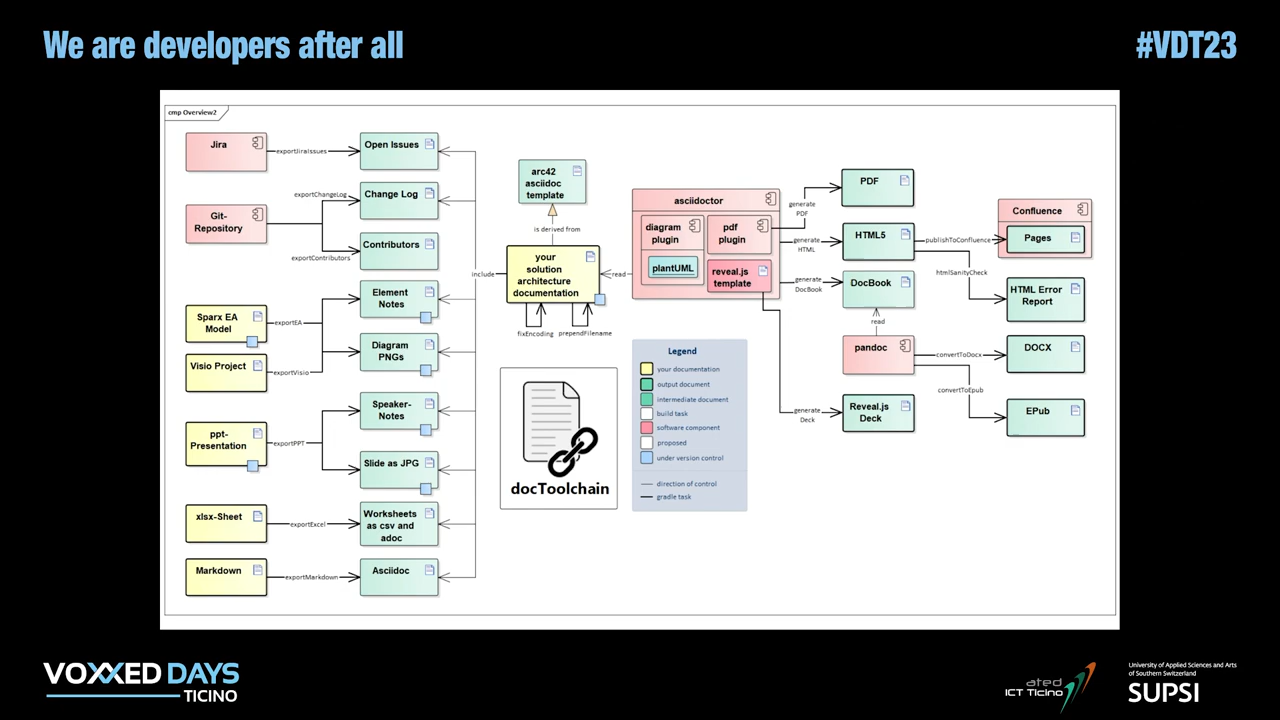 We are developers after all
#VDT23
cmp Overview2
Jira
exportJiraIssues
Open Issues
Git-
Repository
exportChangeLog
Change Log
exportContributors
Contributors
Sparx EA
Model
exportEA
Element
Notes
Visio Project
exportVisio
Diagram
PNGs
ppt-
Presentation
exportPPT
Speaker-
Notes
Slide as JPG
xlsx-Sheet
exportExcel
Worksheets
as csv and
adoc
Markdown
exportMarkdown
Asciidoc
include
arc42
asciidoc
template
is derived from
your
solution
architecture
documentation
fixEncoding
prependFilename
read
asciidoctor
diagram
plugin
plantUML
pdf
plugin
reveal.js
template
generate
PDF
PDF
generate
HTML
HTML5
publishToConfluence
Confluence
Pages
htmlSanityCheck
HTML Error
Report
generate
DocBook
DocBook
read
pandoc
convertToDocx
DOCX
convertToEpub
EPub
generate
Deck
Reveal.js
Deck
docToolchain
Legend
your documentation
output document
intermediate document
build task
software component
proposed
under version control
direction of control
gradle task
VOXXED DAYS
TICINO
ated
ICT Ticino
University of Applied Sciences and Arts
of Southern Switzerland
SUPSI